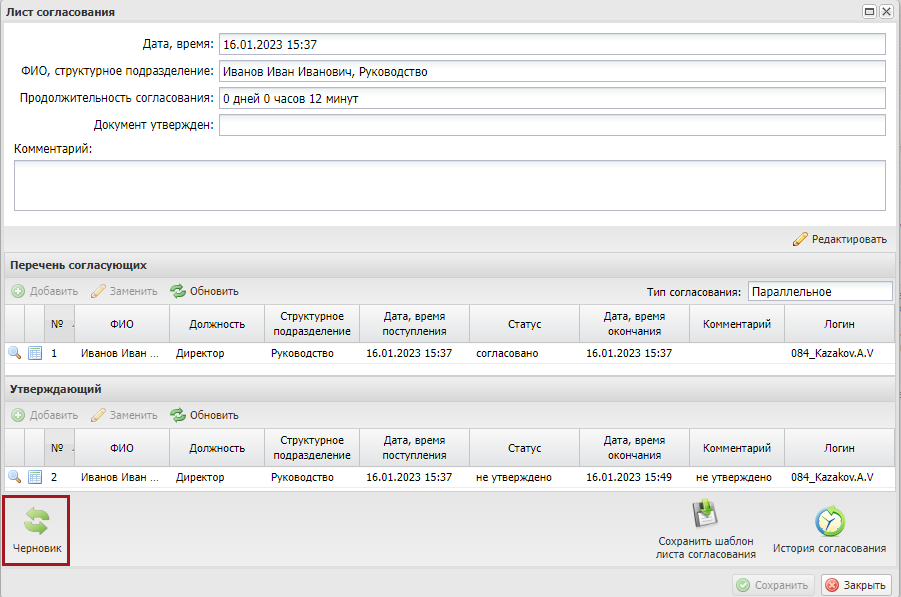 Лист согласования
Дата, время: 16.01.2023 15:37
ФИО, структурное подразделение: Иванов Иван Иванович, Руководство
Продолжительность согласования: 0 дней 0 часов 12 минут
Документ утвержден:
Комментарий:
Редактировать
Перечень согласующих
Добавить Заменить Обновить Тип согласования: Параллельное
№ ФИО Должность Структурное подразделение Дата, время поступления Статус Дата, время окончания Комментарий Логин
1 Иванов Иван ... Директор Руководство 16.01.2023 15:37 согласовано 16.01.2023 15:37 084_Kazakov.A.V
Утверждающий
Добавить Заменить Обновить
№ ФИО Должность Структурное подразделение Дата, время поступления Статус Дата, время окончания Комментарий Логин
2 Иванов Иван ... Директор Руководство 16.01.2023 15:37 не утверждено 16.01.2023 15:49 не утверждено 084_Kazakov.A.V
Черновик
Сохранить шаблон
листа согласования
История согласования
Сохранить Закрыть